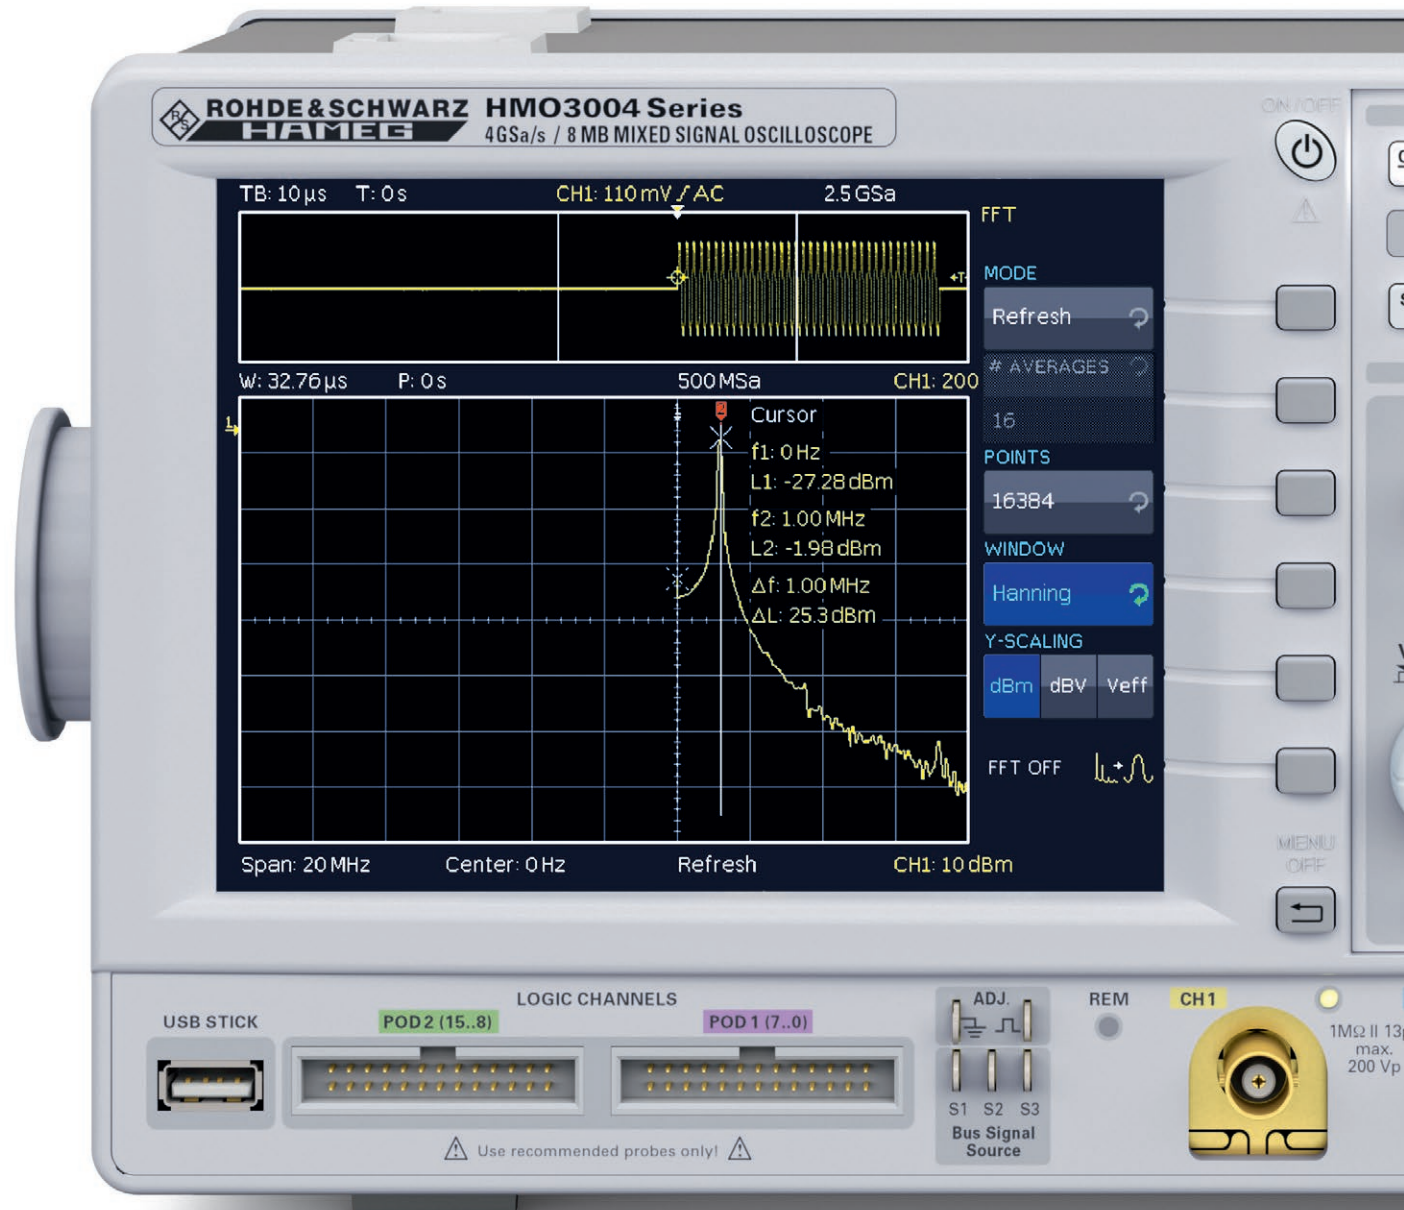 ROHDE&SCHWARZ
HAMEG
HMO3004 Series
4GSa/s / 8 MB MIXED SIGNAL OSCILLOSCOPE
ON/OFF
TB: 10µs T: 0s CH1: 110mV AC 2.5GSa
FFT
MODE
Refresh
# AVERAGES
16
POINTS
16384
WINDOW
Hanning
Y-SCALING
dBm dBV Veff
FFT OFF
W: 32.76µs P: 0s 500MSa CH1: 200
1
2
Cursor
f1: 0Hz
L1: -27.28dBm
f2: 1.00MHz
L2: -1.98dBm
Δf: 1.00MHz
ΔL: 25.3dBm
Span: 20MHz Center: 0Hz Refresh CH1: 10dBm
MENU
OFF
LOGIC CHANNELS
USB STICK
POD2 (15..8)
POD1 (7..0)
ADJ.
REM
CH1
S1 S2 S3
Bus Signal
Source
1MΩ II 13
max.
200 Vp
Use recommended probes only!